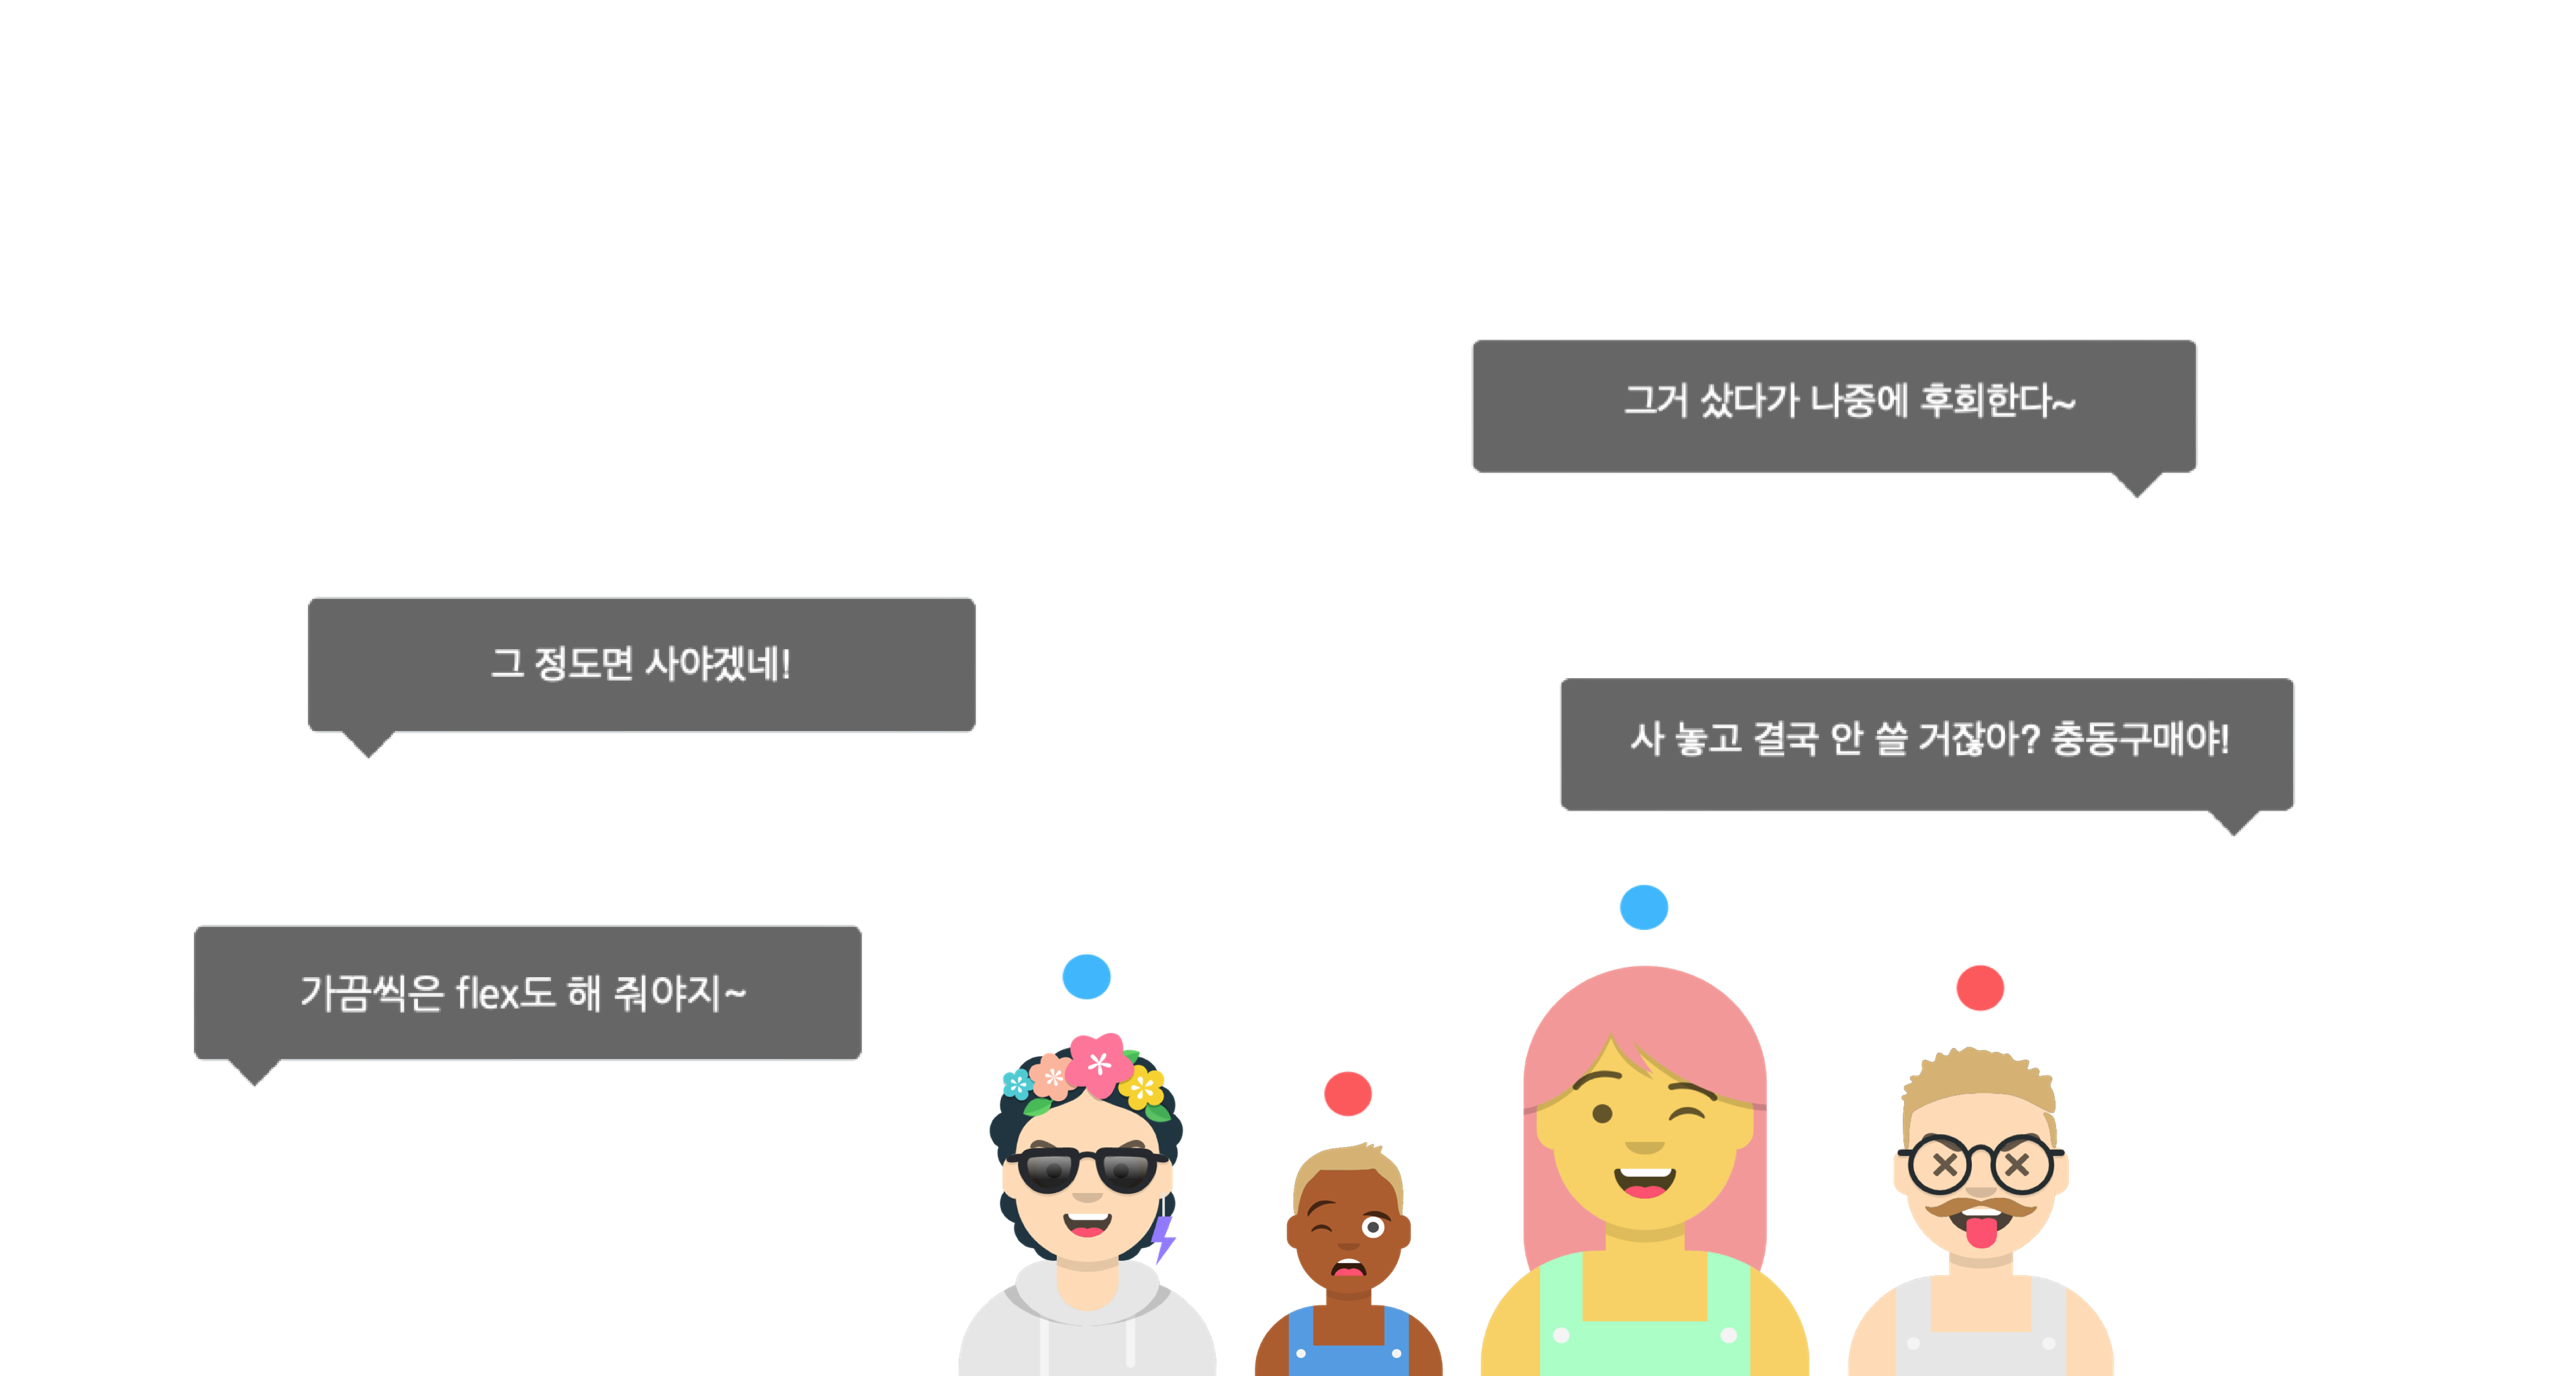 그거 샀다가 나중에 후회한다~
그 정도면 사야겠네!
사 놓고 결국 안 쓸 거잖아? 충동구매야!
가끔씩은 flex도 해 줘야지~